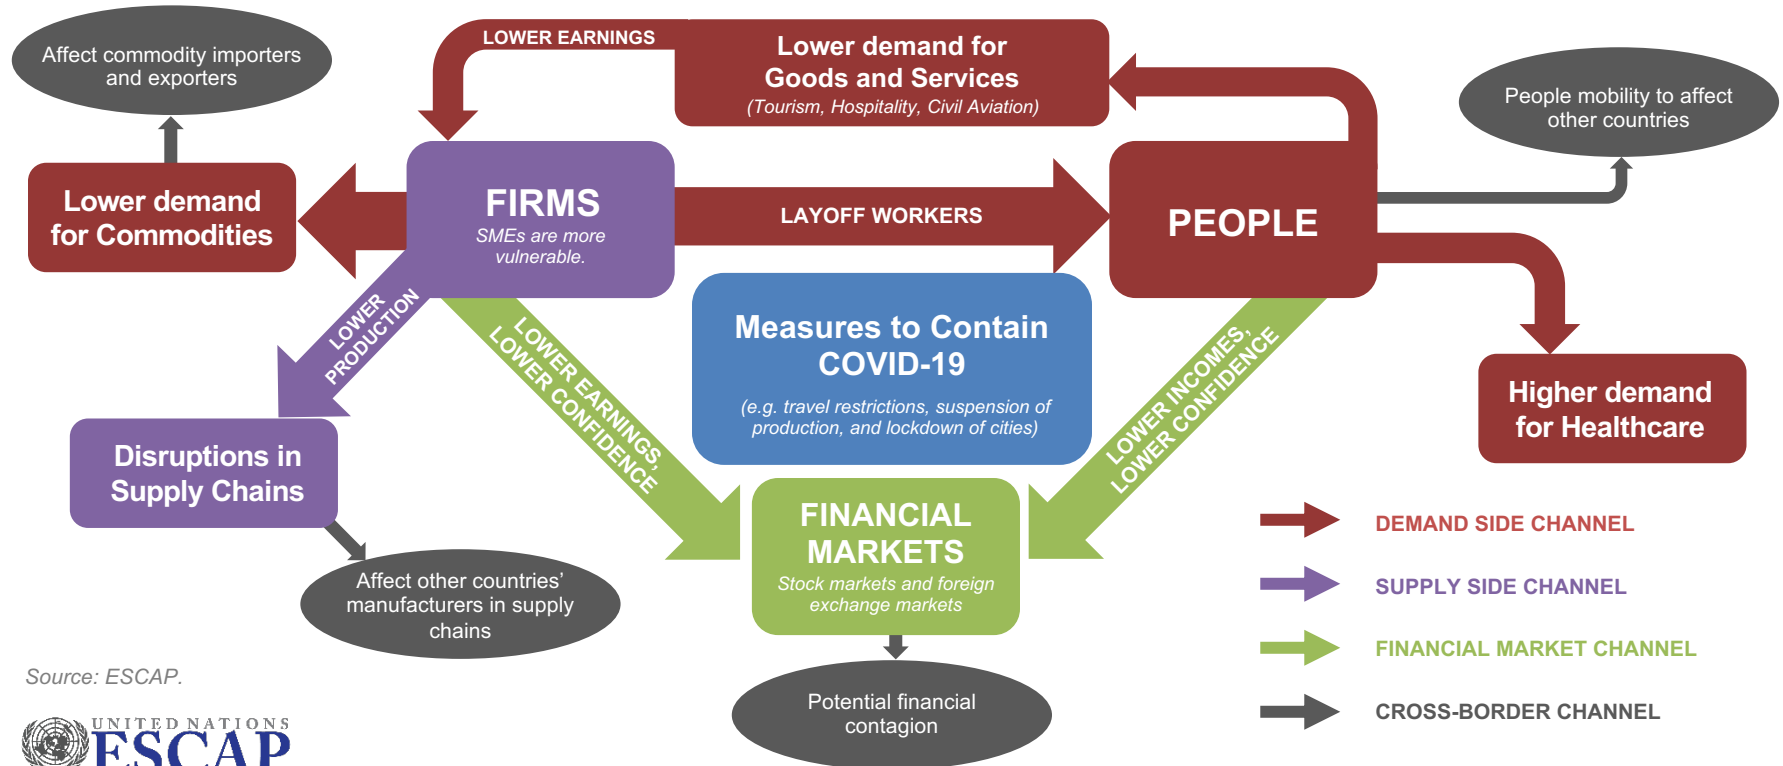 Affect commodity importers
and exporters
LOWER EARNINGS
Lower demand for
Goods and Services
(Tourism, Hospitality, Civil Aviation)
People mobility to affect
other countries
Lower demand
for Commodities
FIRMS
SMEs are more
vulnerable.
LAYOFF WORKERS
PEOPLE
LOWER
PRODUCTION
LOWER EARNINGS,
LOWER CONFIDENCE
Measures to Contain
COVID-19
(e.g. travel restrictions, suspension of
production, and lockdown of cities)
LOWER INCOMES,
LOWER CONFIDENCE
Higher demand
for Healthcare
Disruptions in
Supply Chains
FINANCIAL
MARKETS
Stock markets and foreign
exchange markets
Affect other countries’
manufacturers in supply
chains
Potential financial
contagion
DEMAND SIDE CHANNEL
SUPPLY SIDE CHANNEL
FINANCIAL MARKET CHANNEL
CROSS-BORDER CHANNEL
Source: ESCAP.
UNITED NATIONS
ESCAP